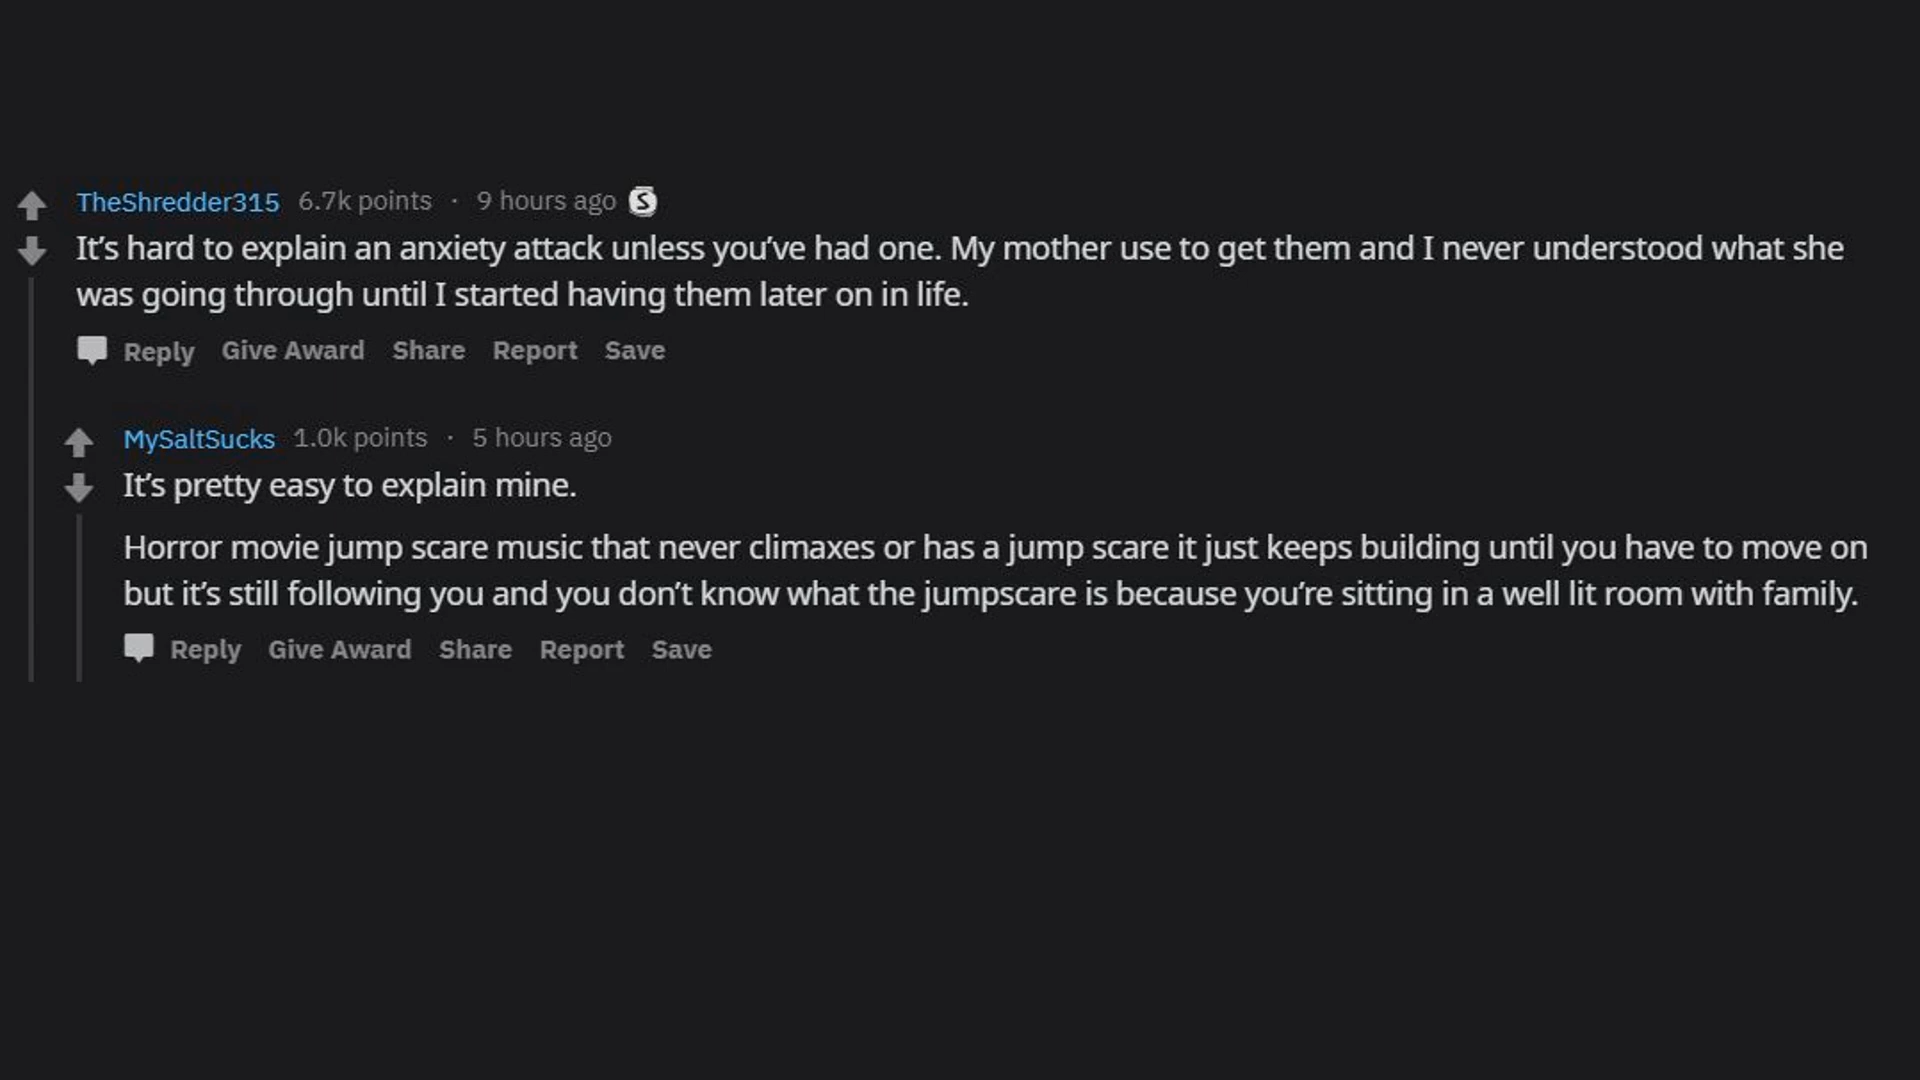 TheShredder315 6.7k points · 9 hours ago S
It's hard to explain an anxiety attack unless you've had one. My mother use to get them and I never understood what she
was going through until I started having them later on in life.
Reply Give Award Share Report Save
MySaltSucks 1.0k points · 5 hours ago
It's pretty easy to explain mine.
Horror movie jump scare music that never climaxes or has a jump scare it just keeps building until you have to move on
but it's still following you and you don't know what the jumpscare is because you're sitting in a well lit room with family.
Reply Give Award Share Report Save